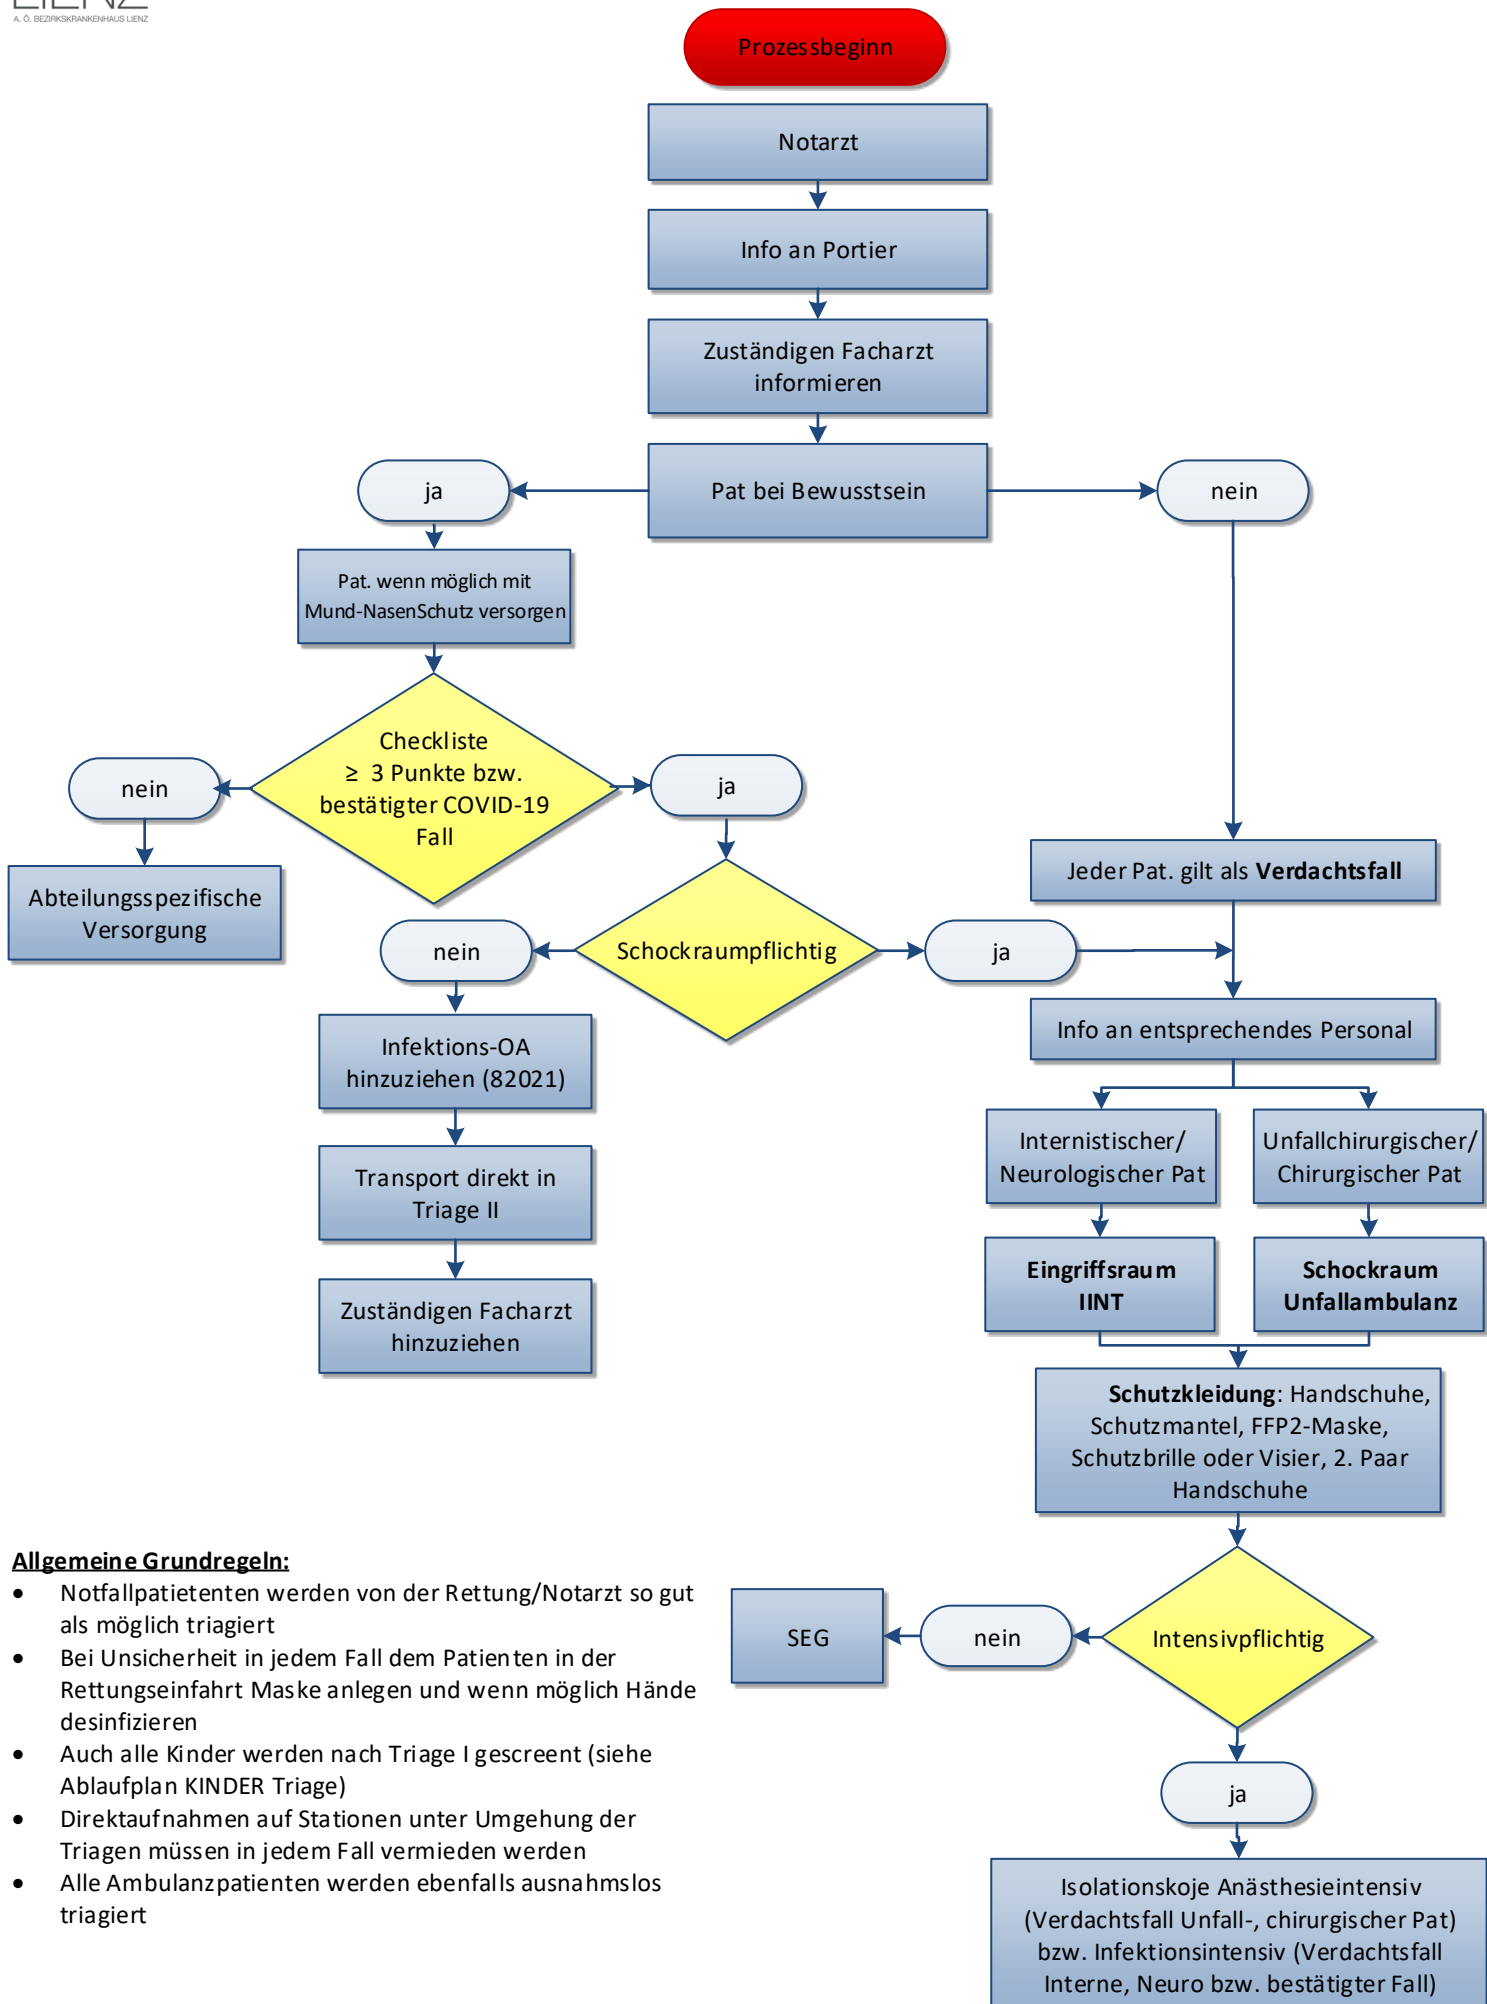 LIENZ
A. Ö. BEZIRKSKRANKENHAUS LIENZ
Prozessbeginn
Notarzt
Info an Portier
Zuständigen Facharzt
informieren
Pat bei Bewusstsein
ja
nein
Pat. wenn möglich mit
Mund-NasenSchutz versorgen
Checkliste
≥ 3 Punkte bzw.
bestätigter COVID-19
Fall
nein
ja
Abteilungsspezifische
Versorgung
Jeder Pat. gilt als Verdachtsfall
Schockraumpflichtig
nein
ja
Infektions-OA
hinzuziehen (82021)
Transport direkt in
Triage II
Zuständigen Facharzt
hinzuziehen
Info an entsprechendes Personal
Internistischer/
Neurologischer Pat
Unfallchirurgischer/
Chirurgischer Pat
Eingriffsraum
IINT
Schockraum
Unfallambulanz
Schutzkleidung: Handschuhe,
Schutzmantel, FFP2-Maske,
Schutzbrille oder Visier, 2. Paar
Handschuhe
Intensivpflichtig
nein
SEG
ja
Isolationskoje Anästhesieintensiv
(Verdachtsfall Unfall-, chirurgischer Pat)
bzw. Infektionsintensiv (Verdachtsfall
Interne, Neuro bzw. bestätigter Fall)
Allgemeine Grundregeln:
• Notfallpatietenten werden von der Rettung/Notarzt so gut
als möglich triagiert
• Bei Unsicherheit in jedem Fall dem Patienten in der
Rettungseinfahrt Maske anlegen und wenn möglich Hände
desinfizieren
• Auch alle Kinder werden nach Triage I gescreent (siehe
Ablaufplan KINDER Triage)
• Direktaufnahmen auf Stationen unter Umgehung der
Triagen müssen in jedem Fall vermieden werden
• Alle Ambulanzpatienten werden ebenfalls ausnahmslos
triagiert